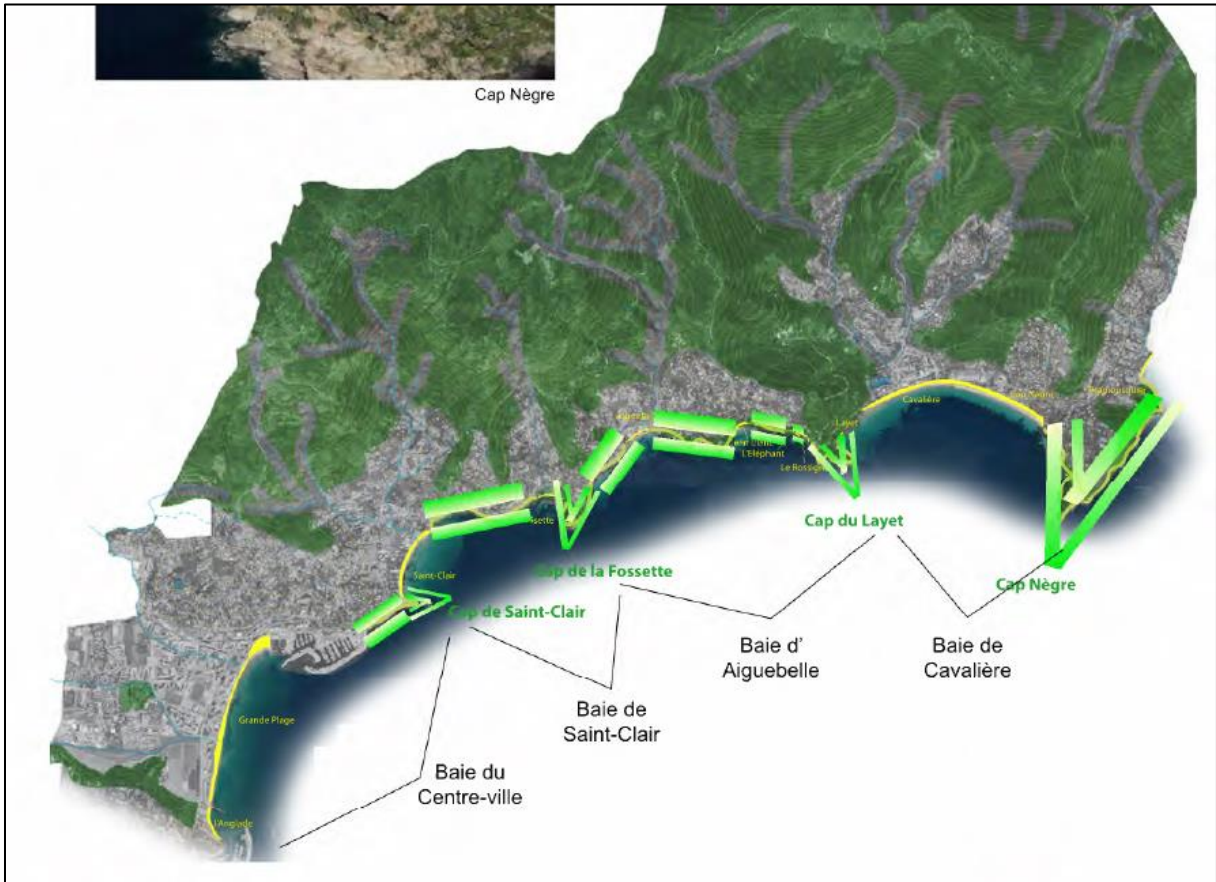 Cap Nègre
Cavalière
Layet
L'Eléphant
Saint-Clair
Cap du Layet
Cap de la Fossette
Cap Nègre
Cap de Saint-Clair
Baie d'
Aiguebelle
Baie de
Cavalière
Baie de
Saint-Clair
Grande Plage
Baie du
Centre-ville
l'Anglade